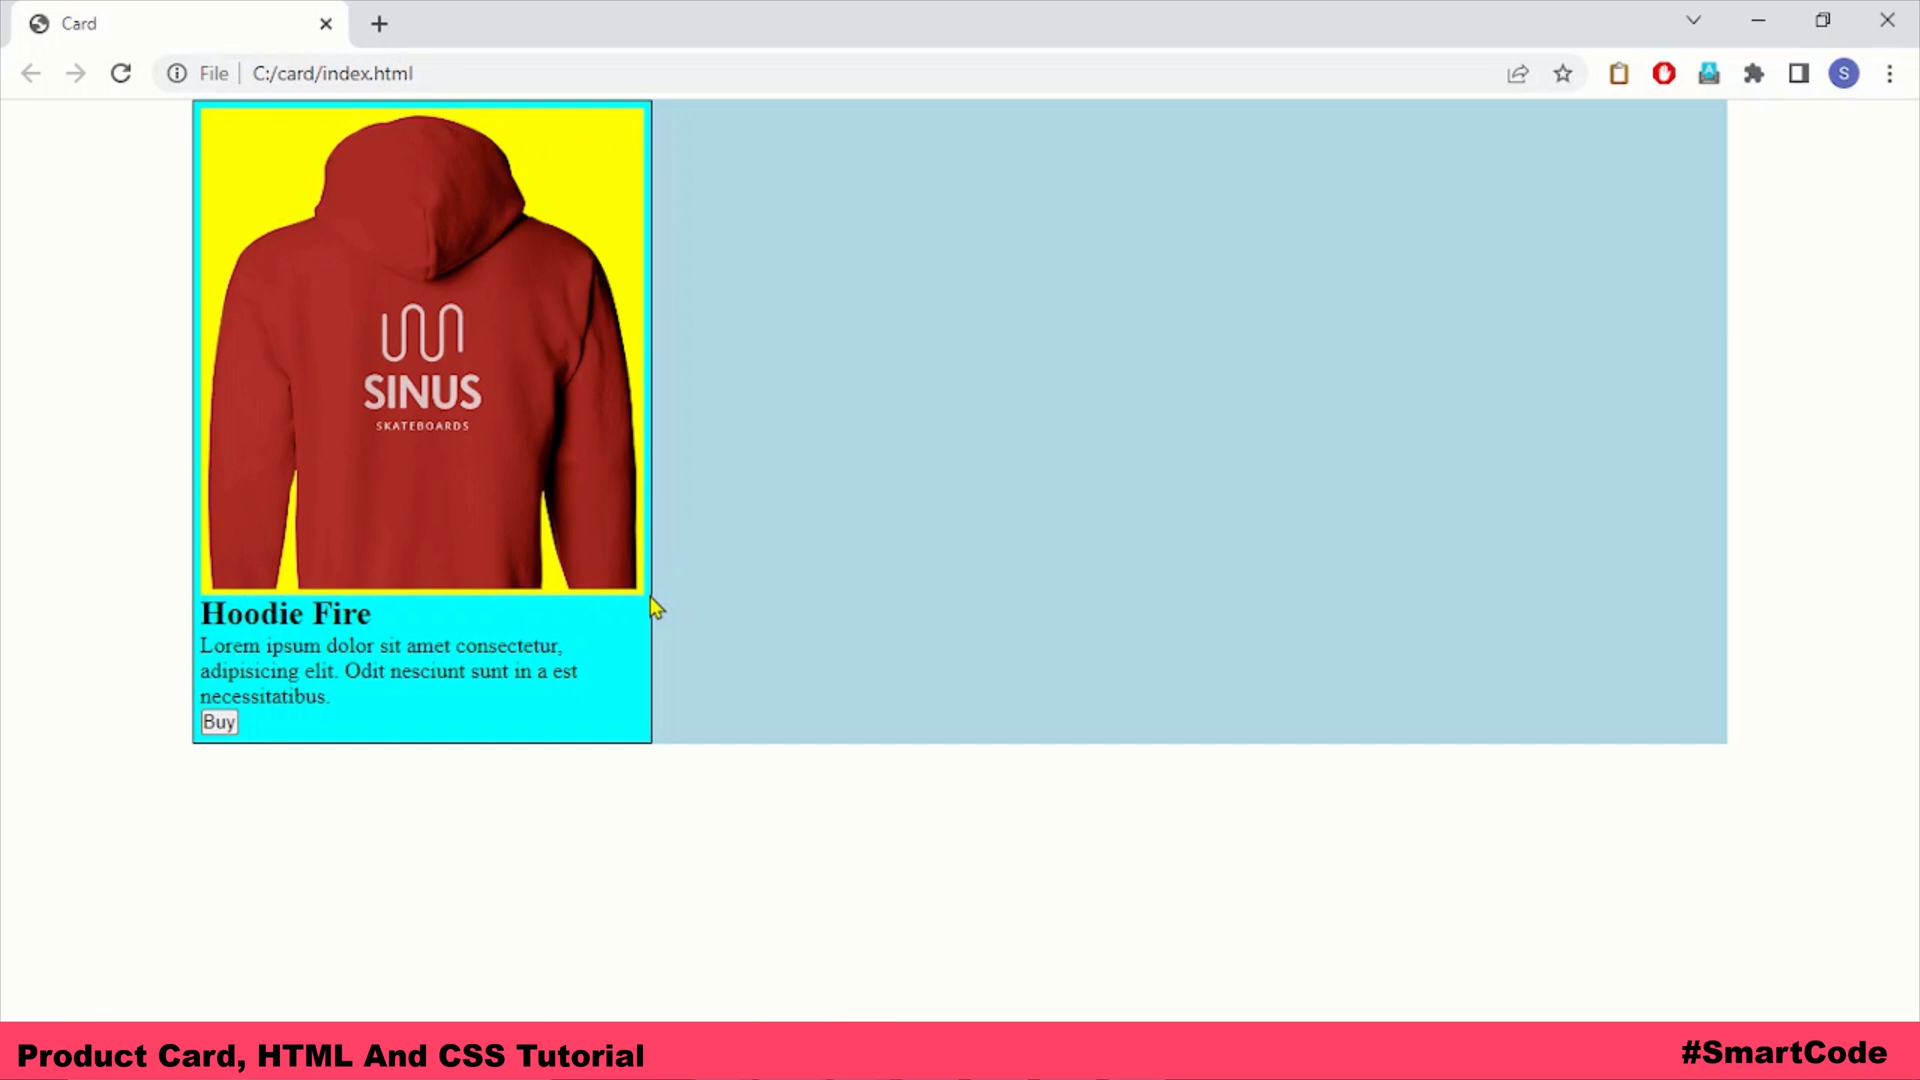 Card
File
C:/card/index.html
S
SINUS
SKATEBOARDS
Hoodie Fire
Lorem ipsum dolor sit amet consectetur,
adipisicing elit. Odit nesciunt sunt in a est
necessitatibus.
Buy
Product Card, HTML And CSS Tutorial
#SmartCode